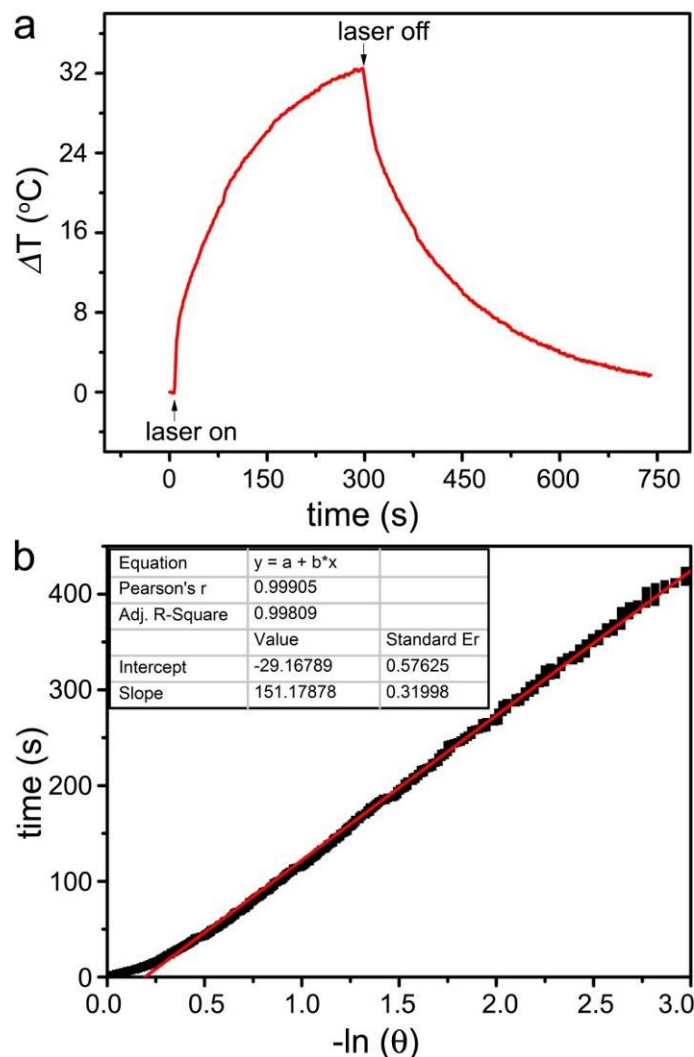 a
laser off
32
24
16
8
0
ΔT (°C)
laser on
0 150 300 450 600 750
time (s)
b
Equation y = a + b*x
Pearson's r 0.99905
Adj. R-Square 0.99809
Value Standard Er
Intercept -29.16789 0.57625
Slope 151.17878 0.31998
400
300
200
100
0
time (s)
0.0 0.5 1.0 1.5 2.0 2.5 3.0
-ln (θ)